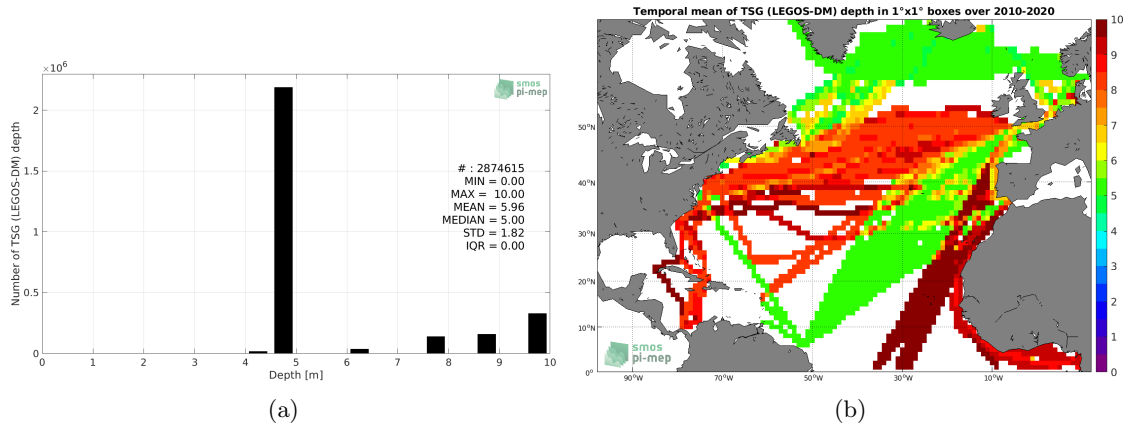 ×10⁶
2
1.5
1
0.5
0
Number of TSG (LEGOS-DM) depth
smos
pi-mep
# : 2874615
MIN = 0.00
MAX = 10.00
MEAN = 5.96
MEDIAN = 5.00
STD = 1.82
IQR = 0.00
0 1 2 3 4 5 6 7 8 9 10
Depth [m]
(a)
Temporal mean of TSG (LEGOS-DM) depth in 1°x1° boxes over 2010-2020
50°N
40°N
30°N
20°N
10°N
0°
90°W 70°W 50°W 30°W 10°W
smos
pi-mep
10
9
8
7
6
5
4
3
2
1
0
(b)